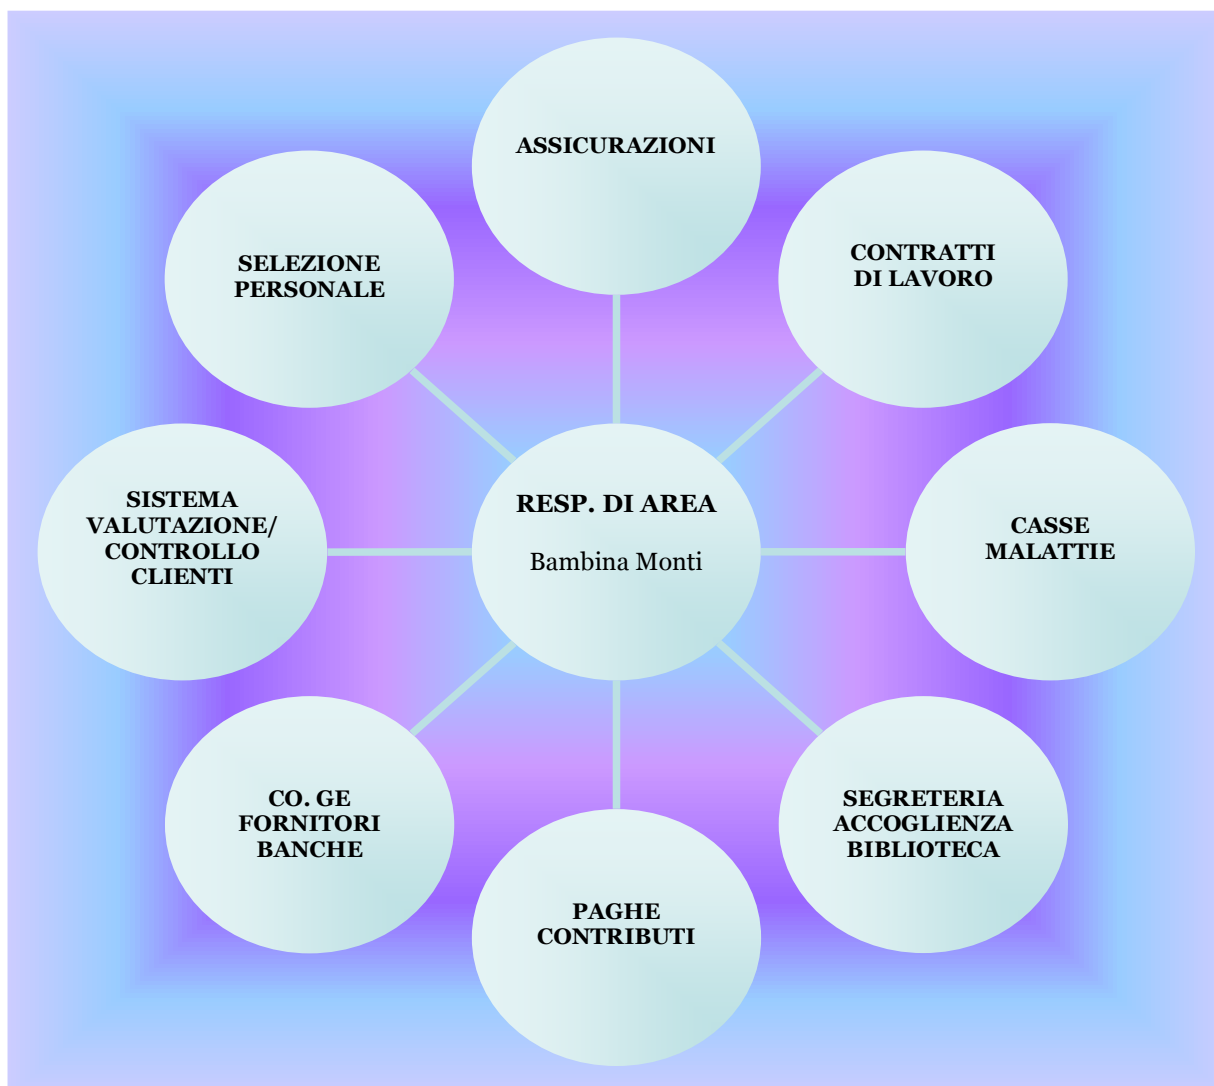 ASSICURAZIONI
SELEZIONE
PERSONALE
CONTRATTI
DI LAVORO
SISTEMA
VALUTAZIONE/
CONTROLLO
CLIENTI
RESP. DI AREA
Bambina Monti
CASSE
MALATTIE
CO. GE
FORNITORI
BANCHE
SEGRETERIA
ACCOGLIENZA
BIBLIOTECA
PAGHE
CONTRIBUTI